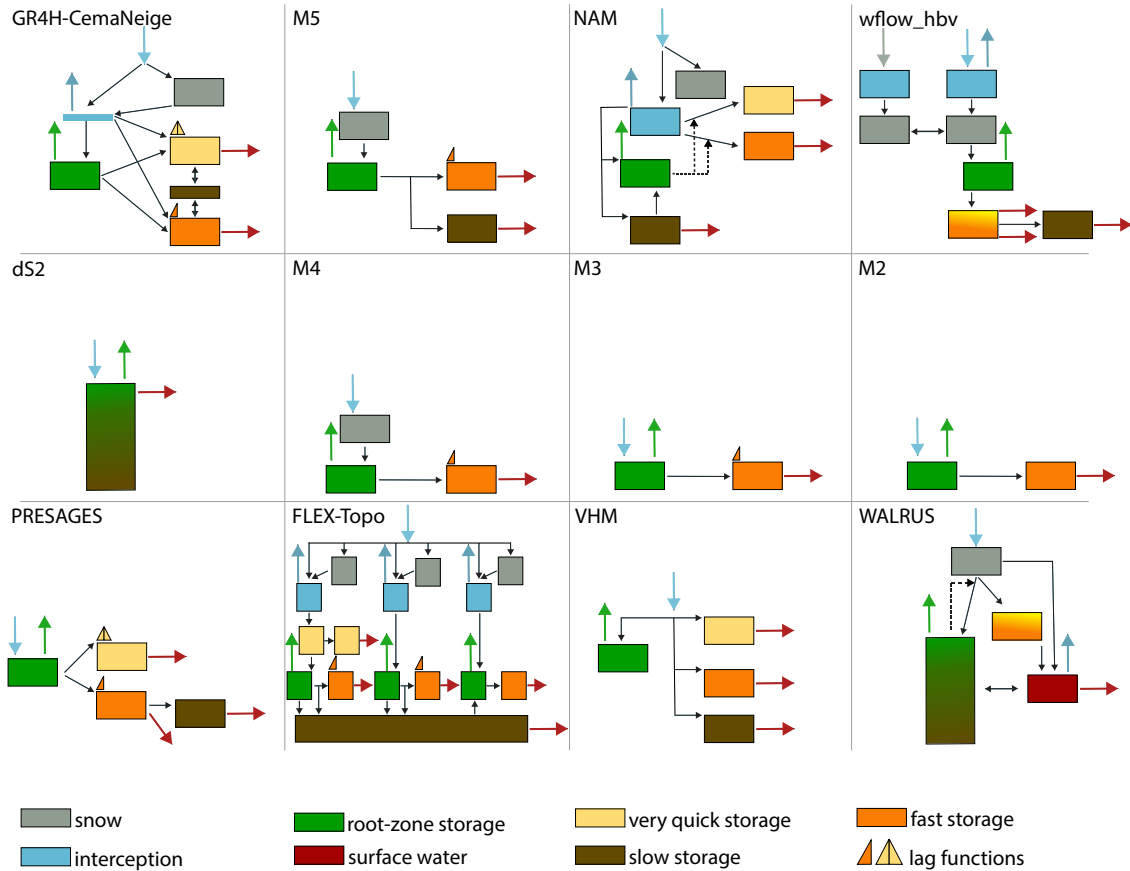 GR4H-CemaNeige
M5
NAM
wflow_hbv
dS2
M4
M3
M2
PRESAGES
FLEX-Topo
VHM
WALRUS
snow
root-zone storage
very quick storage
fast storage
interception
surface water
slow storage
lag functions